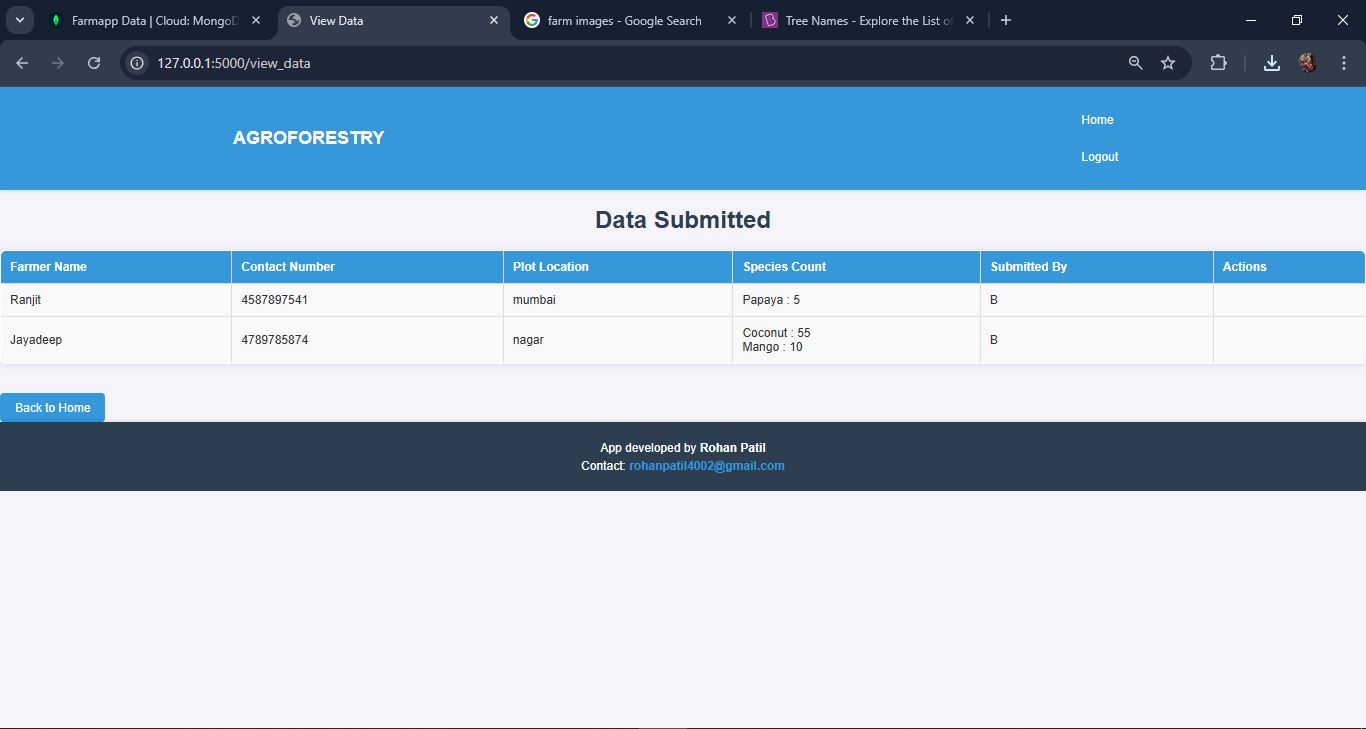 Farmapp Data | Cloud: MongoD
View Data
farm images - Google Search
Tree Names - Explore the List o
127.0.0.1:5000/view_data
AGROFORESTRY
Home
Logout
Data Submitted
Farmer Name Contact Number Plot Location Species Count Submitted By Actions
Ranjit 4587897541 mumbai Papaya : 5 B
Jayadeep 4789785874 nagar Coconut : 55 B
Mango : 10
Back to Home
App developed by Rohan Patil
Contact: rohanpatil4002@gmail.com